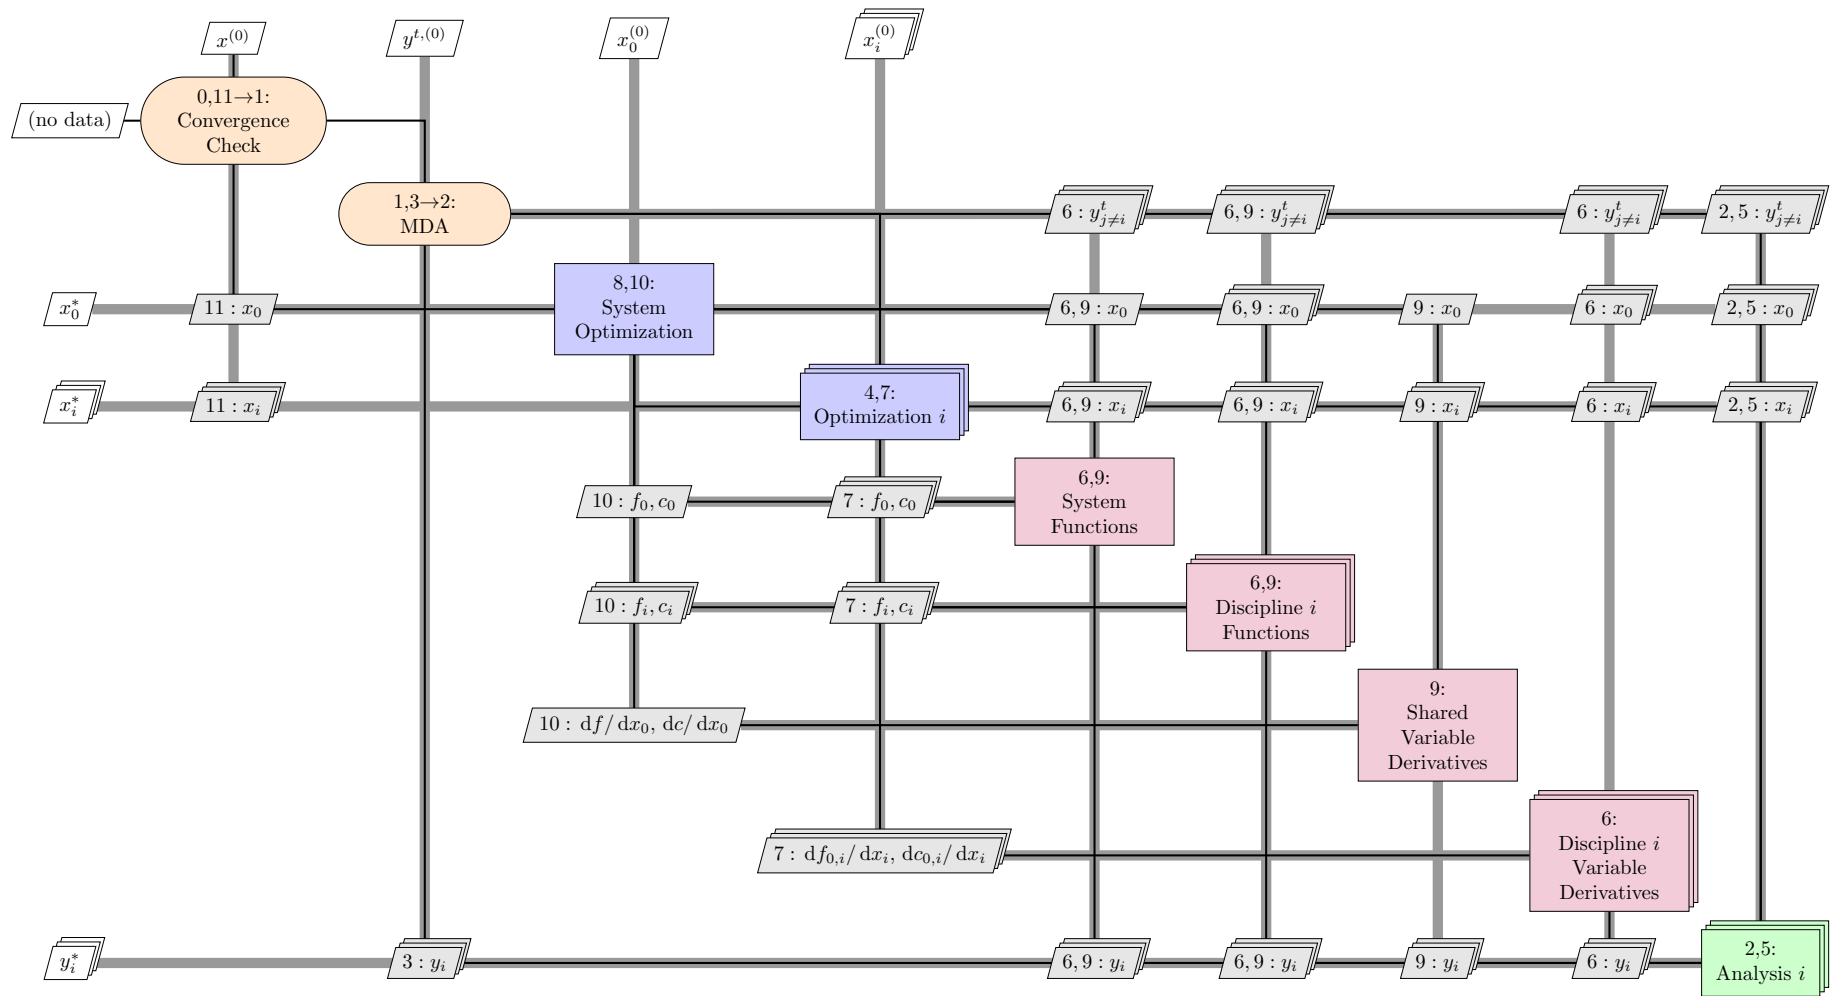 x^{(0)}
y^{t,(0)}
x_0^{(0)}
x_i^{(0)}
(no data)
0,11→1:
Convergence
Check
1,3→2:
MDA
6 : y^t_{j≠i}
6, 9 : y^t_{j≠i}
6 : y^t_{j≠i}
2, 5 : y^t_{j≠i}
x_0^*
11 : x_0
8,10:
System
Optimization
6, 9 : x_0
6, 9 : x_0
9 : x_0
6 : x_0
2, 5 : x_0
x_i^*
11 : x_i
4,7:
Optimization i
6, 9 : x_i
6, 9 : x_i
9 : x_i
6 : x_i
2, 5 : x_i
10 : f_0, c_0
7 : f_0, c_0
6,9:
System
Functions
10 : f_i, c_i
7 : f_i, c_i
6,9:
Discipline i
Functions
10 : df/dx_0, dc/dx_0
9:
Shared
Variable
Derivatives
7 : df_{0,i}/dx_i, dc_{0,i}/dx_i
6:
Discipline i
Variable
Derivatives
y_i^*
3 : y_i
6, 9 : y_i
6, 9 : y_i
9 : y_i
6 : y_i
2,5:
Analysis i